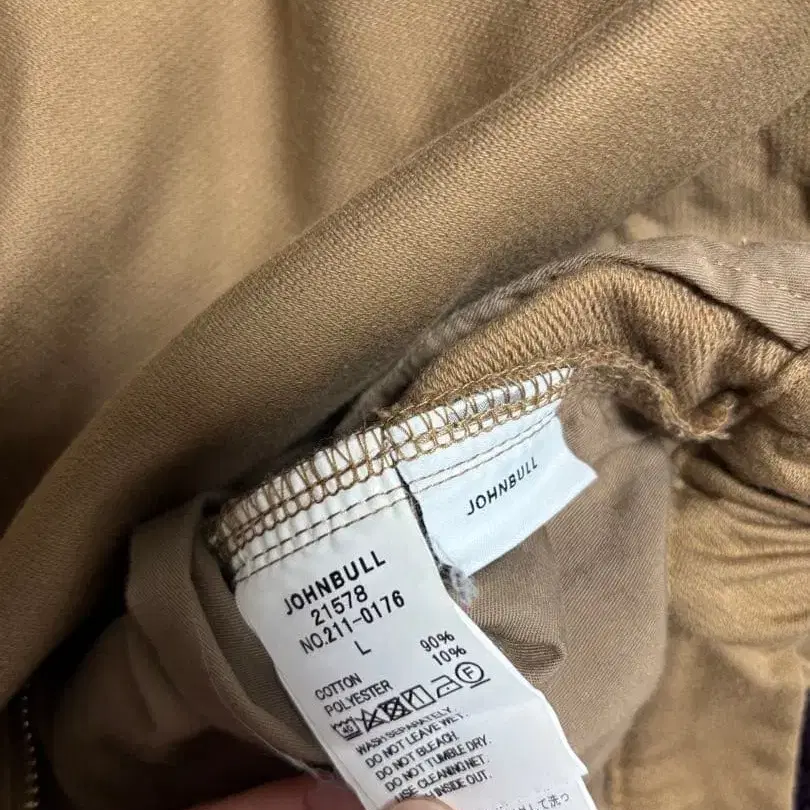 JOHNBULL
JOHNBULL
21578
NO.211-0176
L
COTTON 90%
POLYESTER 10%
40
F
WASH SEPARATELY.
DO NOT LEAVE WET.
DO NOT BLEACH.
DO NOT TUMBLE DRY.
USE CLEANING NET.
INSIDE OUT.